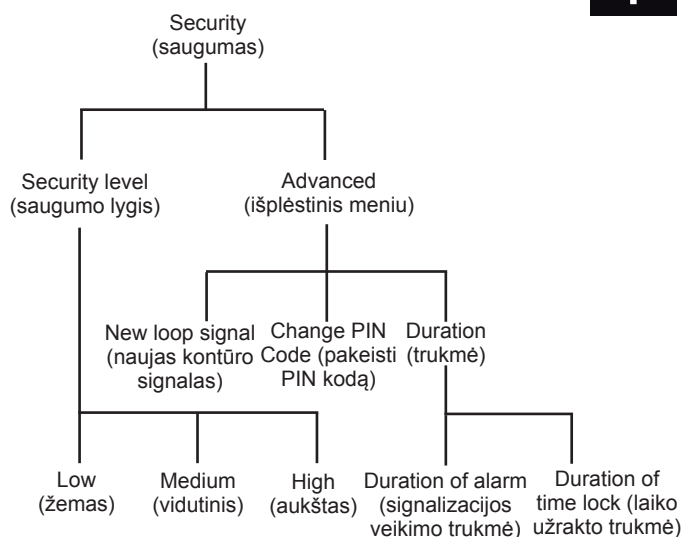 Security
(saugumas)
Security level
(saugumo lygis)
Advanced
(išplėstinis meniu)
New loop signal
(naujas kontūro
signalas)
Change PIN
Code (pakeisti
PIN kodą)
Duration
(trukmė)
Low
(žemas)
Medium
(vidutinis)
High
(aukštas)
Duration of alarm
(signalizacijos
veikimo trukmė)
Duration of
time lock (laiko
užrakto trukmė)